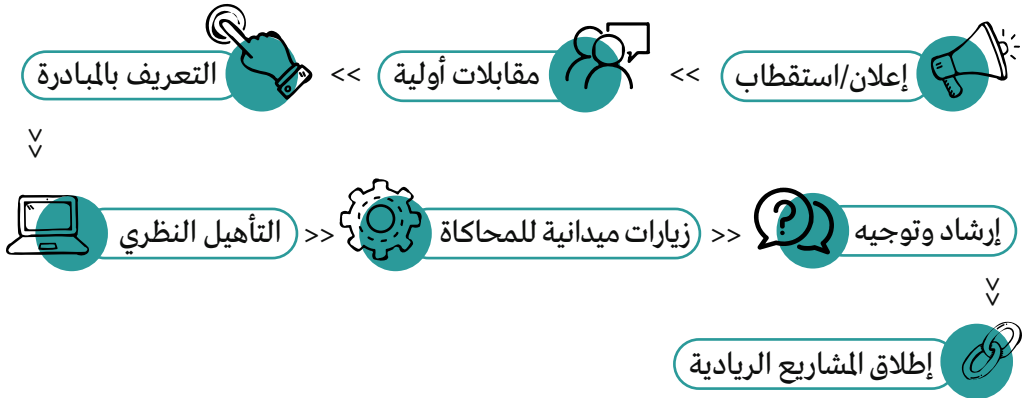 إعلان/استقطاب << مقابلات أولية << التعريف بالمبادرة
<<
التأهيل النظري >> زيارات ميدانية للمحاكاة >> إرشاد وتوجيه
<<
إطلاق المشاريع الريادية